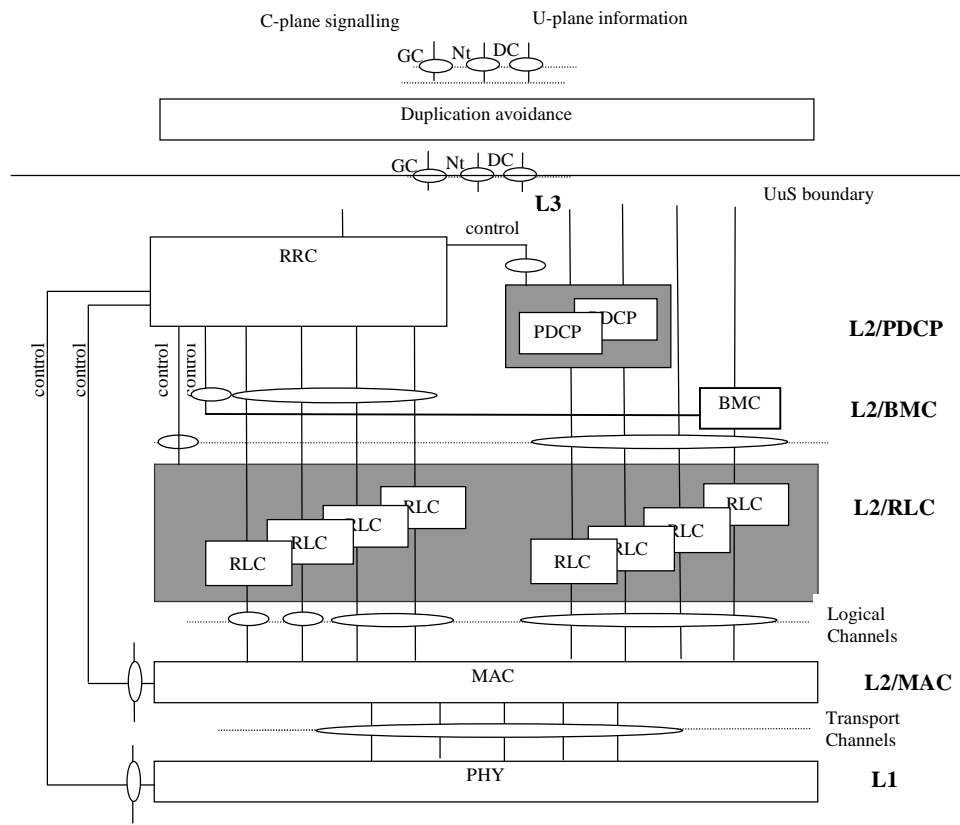 C-plane signalling
U-plane information
GC Nt DC
Duplication avoidance
GC Nt DC
UuS boundary
L3
control
RRC
PDCP
PDCP
L2/PDCP
control
control
control
control
BMC
L2/BMC
RLC
RLC
RLC
RLC
RLC
RLC
RLC
RLC
L2/RLC
Logical
Channels
MAC
L2/MAC
Transport
Channels
PHY
L1